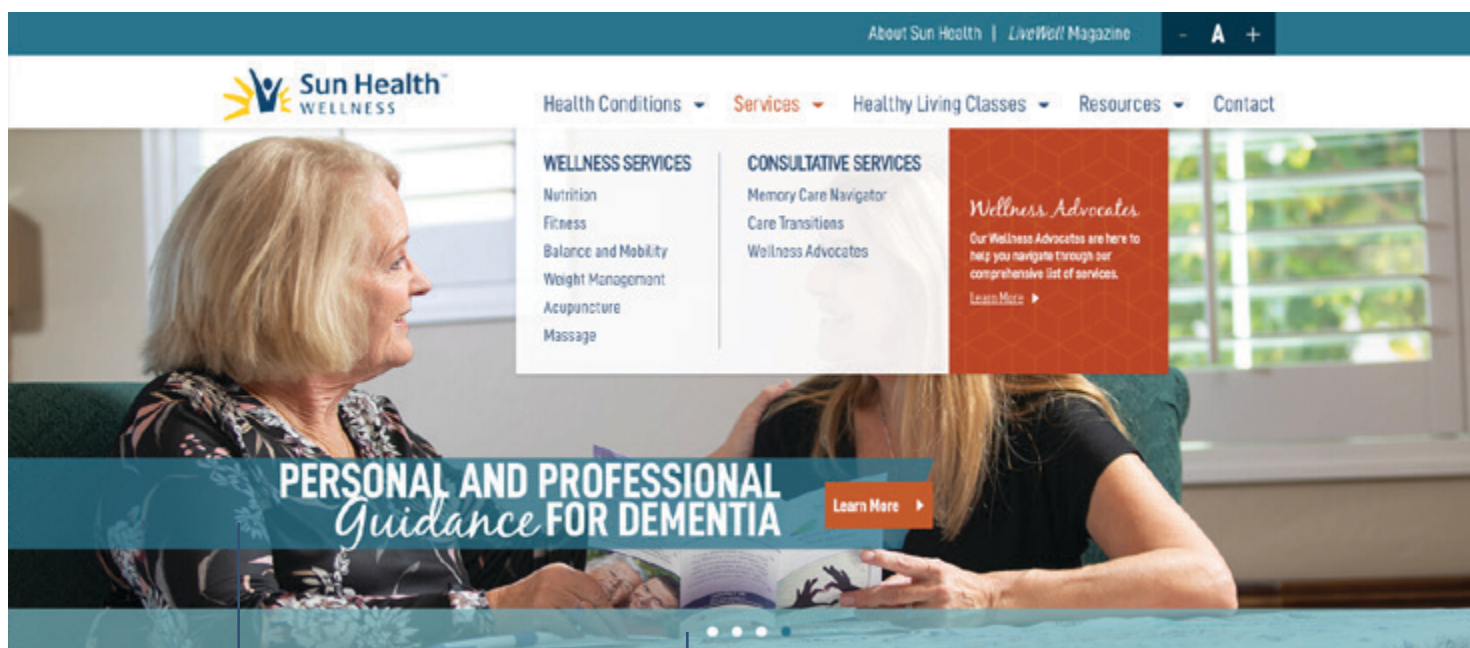 About Sun Health | LiveWell Magazine - A +
Sun Health™
WELLNESS
Health Conditions Services Healthy Living Classes Resources Contact
WELLNESS SERVICES
Nutrition
Fitness
Balance and Mobility
Weight Management
Acupuncture
Massage
CONSULTATIVE SERVICES
Memory Care Navigator
Care Transitions
Wellness Advocates
Wellness Advocates
Our Wellness Advocates are here to
help you navigate through our
comprehensive list of services.
Learn More
PERSONAL AND PROFESSIONAL
Guidance FOR DEMENTIA
Learn More